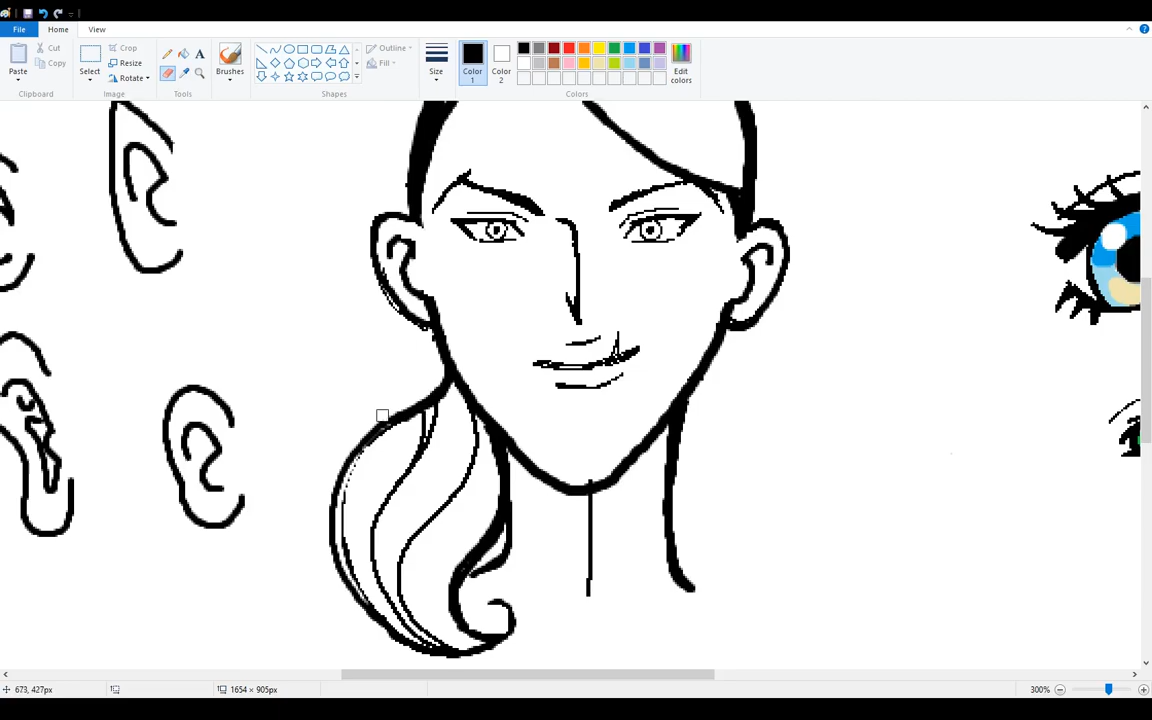 File Home View
Paste Cut Copy Select Crop Resize Rotate A Brushes Outline Fill Size Color 1 Color 2 Edit colors
Clipboard Image Tools Shapes Colors
673, 427px 1654 × 905px 300%